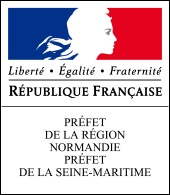 Liberté • Égalité • Fraternité
RÉPUBLIQUE FRANÇAISE
PRÉFET
DE LA RÉGION
NORMANDIE
PRÉFET
DE LA SEINE-MARITIME